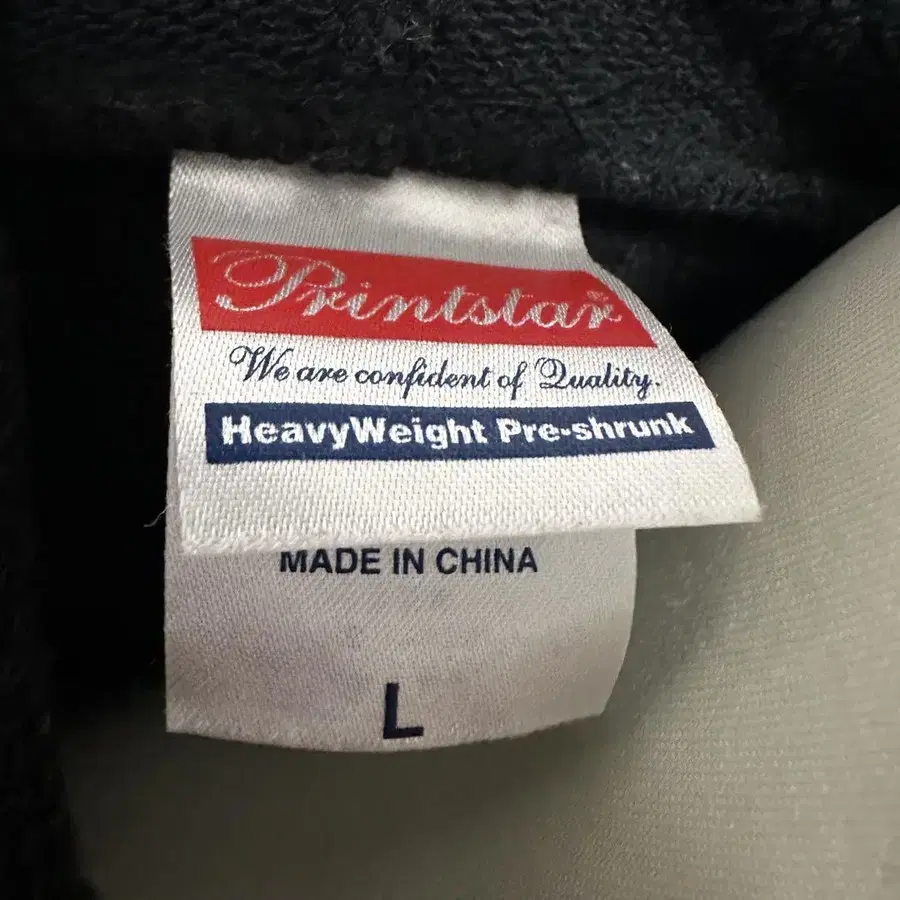 Printstar®
We are confident of Quality.
HeavyWeight Pre-shrunk
MADE IN CHINA
L